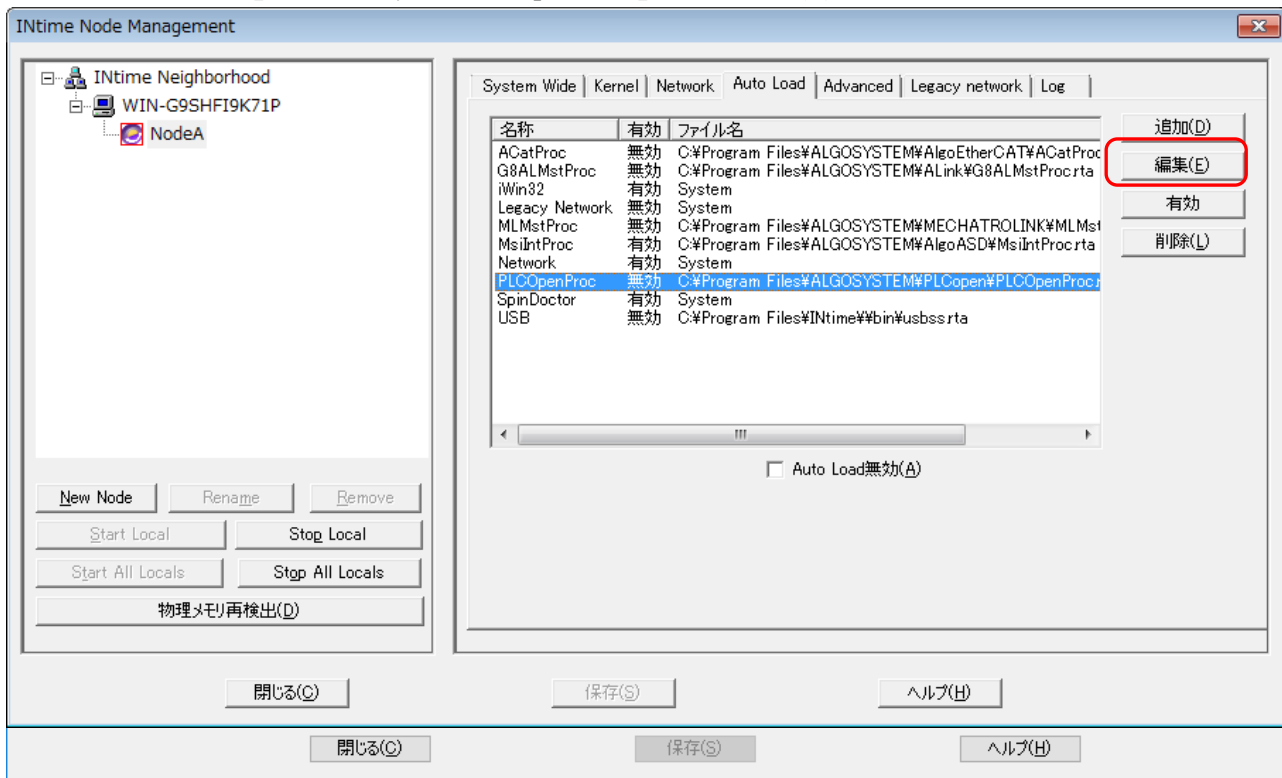 INtime Node Management
INtime Neighborhood
WIN-G9SHFI9K71P
NodeA
New Node Rename Remove
Start Local Stop Local
Start All Locals Stop All Locals
物理メモリ再検出(D)
System Wide Kernel Network Auto Load Advanced Legacy network Log
名称 有効 ファイル名
ACatProc 無効 C:¥Program Files¥ALGOSYSTEM¥AlgoEtherCAT¥ACatProc
G8ALMstProc 無効 C:¥Program Files¥ALGOSYSTEM¥ALink¥G8ALMstProc.rta
iWin32 有効 System
Legacy Network 無効 System
MLMstProc 無効 C:¥Program Files¥ALGOSYSTEM¥MECHATROLINK¥MLMst
MsiIntProc 有効 C:¥Program Files¥ALGOSYSTEM¥AlgoASD¥MsiIntProc.rta
Network 有効 System
PLCOpenProc 無効 C:¥Program Files¥ALGOSYSTEM¥PLCopen¥PLCOpenProc.r
SpinDoctor 有効 System
USB 無効 C:¥Program Files¥INtime¥¥bin¥usbss.rta
追加(D)
編集(E)
有効
削除(L)
Auto Load無効(A)
閉じる(C) 保存(S) ヘルプ(H)
閉じる(C) 保存(S) ヘルプ(H)